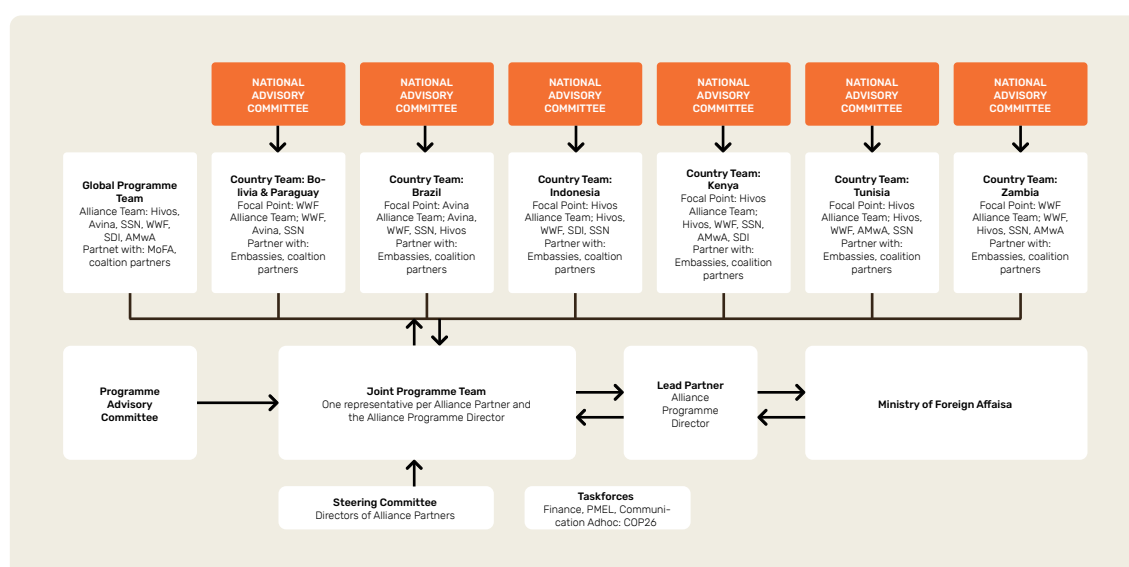 NATIONAL
ADVISORY
COMMITTEE
NATIONAL
ADVISORY
COMMITTEE
NATIONAL
ADVISORY
COMMITTEE
NATIONAL
ADVISORY
COMMITTEE
NATIONAL
ADVISORY
COMMITTEE
NATIONAL
ADVISORY
COMMITTEE
Global Programme
Team
Alliance Team: Hivos,
Avina, SSN, WWF,
SDI, AMwA
Partnet with: MoFA,
coaltion partners
Country Team: Bo-
livia & Paraguay
Focal Point: WWF
Alliance Team; WWF,
Avina, SSN
Partner with:
Embassies, coaltion
partners
Country Team:
Brazil
Focal Point: Avina
Alliance Team; Avina,
WWF, SSN, Hivos
Partner with:
Embassies, coalition
partners
Country Team:
Indonesia
Focal Point: Hivos
Alliance Team; Hivos,
WWF, SDI, SSN
Partner with:
Embassies, coalition
partners
Country Team:
Kenya
Focal Point: Hivos
Alliance Team;
Hivos, WWF, SSN,
AMwA, SDI
Partner with:
Embassies, coalition
partners
Country Team:
Tunisia
Focal Point: Hivos
Alliance Team; Hivos,
WWF, AMwA, SSN
Partner with:
Embassies, coalition
partners
Country Team:
Zambia
Focal Point: WWF
Alliance Team; WWF,
Hivos, SSN, AMwA
Partner with:
Embassies, coalition
partners
Programme
Advisory
Committee
Joint Programme Team
One representative per Alliance Partner and
the Alliance Programme Director
Lead Partner
Alliance
Programme
Director
Ministry of Foreign Affaisa
Steering Committee
Directors of Alliance Partners
Taskforces
Finance, PMEL, Communi-
cation Adhoc: COP26